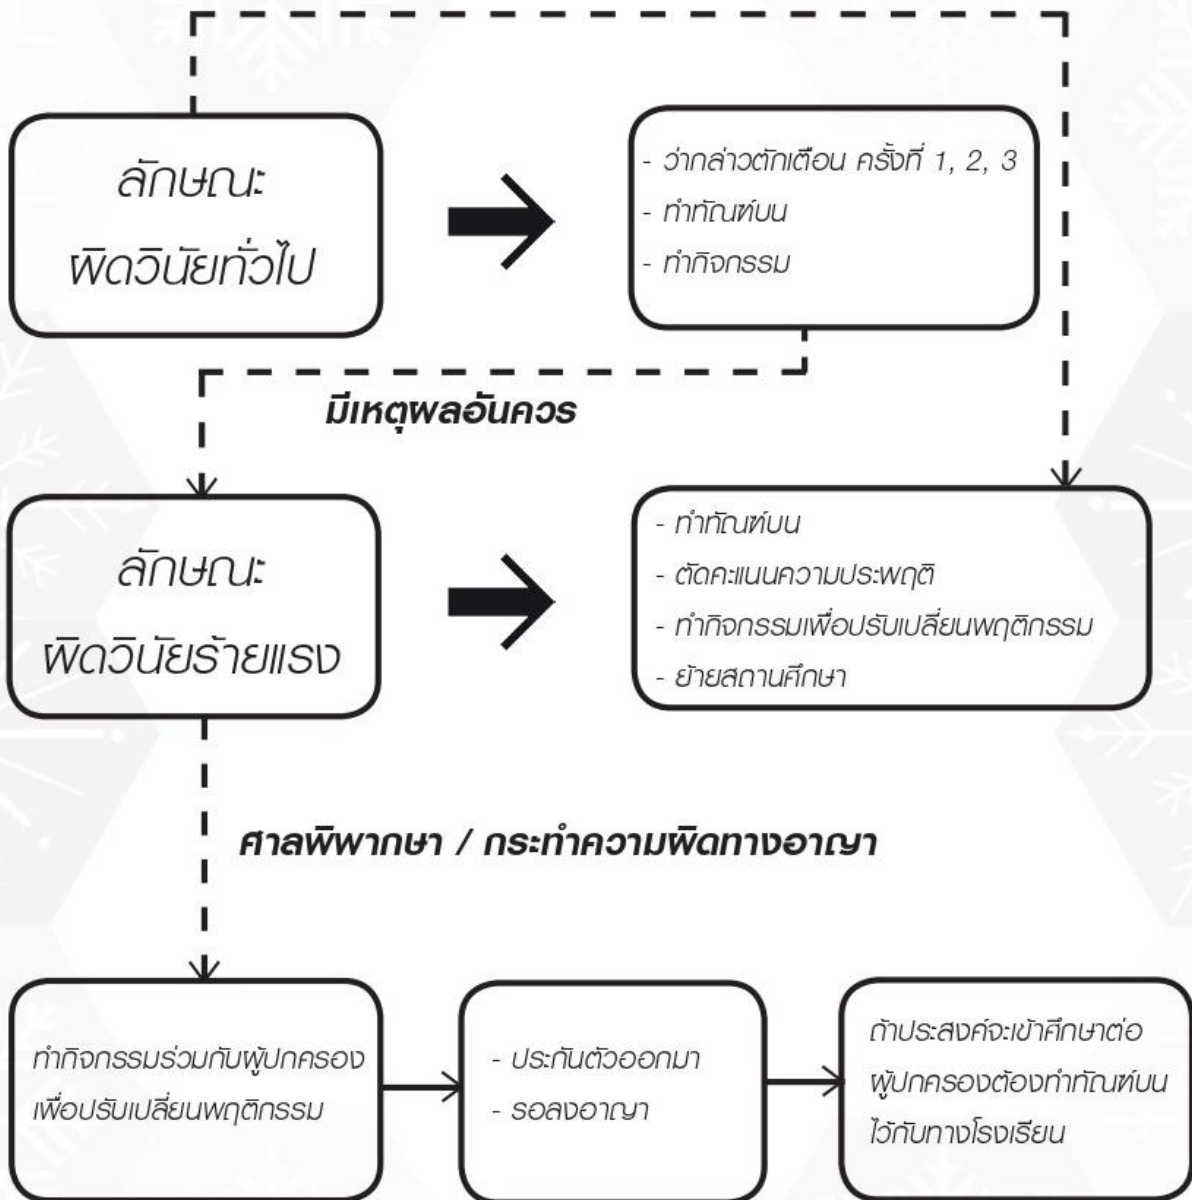 ลักษณะ
ผิดวินัยทั่วไป
- ว่ากล่าวตักเตือน ครั้งที่ 1, 2, 3
- ทำทัณฑ์บน
- ทำกิจกรรม
มีเหตุผลอันควร
ลักษณะ
ผิดวินัยร้ายแรง
- ทำทัณฑ์บน
- ตัดคะแนนความประพฤติ
- ทำกิจกรรมเพื่อปรับเปลี่ยนพฤติกรรม
- ย้ายสถานศึกษา
ศาลพิพากษา / กระทำความผิดทางอาญา
ทำกิจกรรมร่วมกับผู้ปกครอง
เพื่อปรับเปลี่ยนพฤติกรรม
- ประกันตัวออกมา
- รอลงอาญา
ถ้าประสงค์จะเข้าศึกษาต่อ
ผู้ปกครองต้องทำทัณฑ์บน
ไว้กับทางโรงเรียน